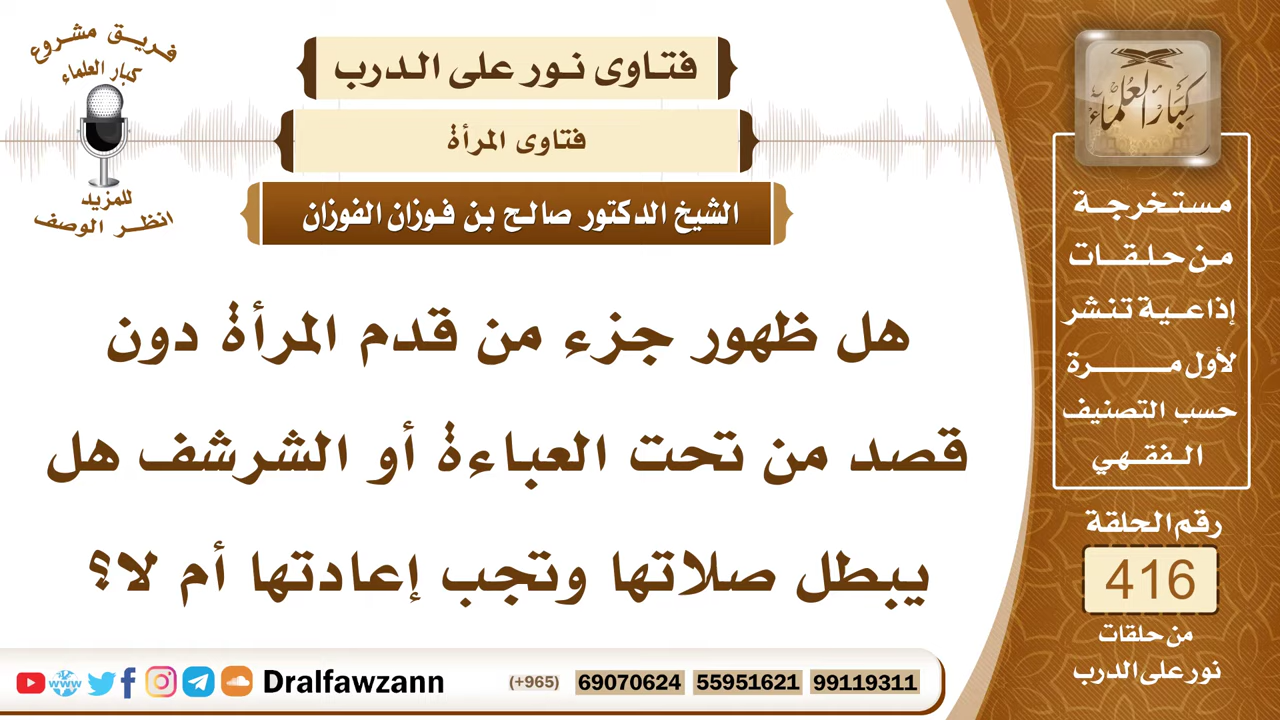 فريق مشروع
كبار العلماء
للمزيد
انظر الوصف
فتاوى نور على الدرب
فتاوى المرأة
الشيخ الدكتور صالح بن فوزان الفوزان
هل ظهور جزء من قدم المرأة دون
قصد من تحت العباءة أو الشرشف هل
يبطل صلاتها وتجب إعادتها أم لا؟
كبار العلماء
مستخرجة
من حلقات
إذاعية تنشر
لأول مرة
حسب التصنيف
الفقهي
رقم الحلقة
416
من حلقات
نور على الدرب
www
Dralfawzann (+965) 69070624 55951621 99119311